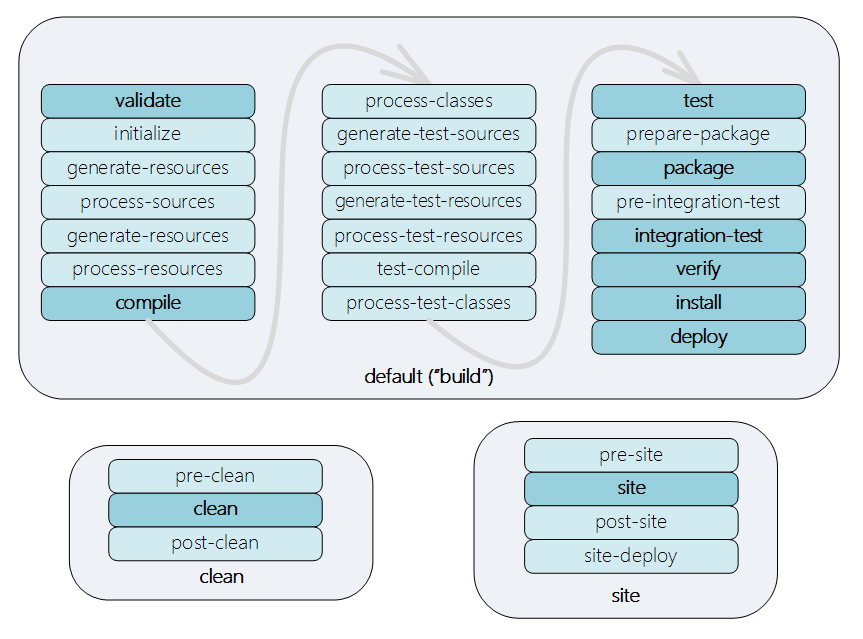 validate
initialize
generate-resources
process-sources
generate-resources
process-resources
compile
process-classes
generate-test-sources
process-test-sources
generate-test-resources
process-test-resources
test-compile
process-test-classes
test
prepare-package
package
pre-integration-test
integration-test
verify
install
deploy
default (“build”)
pre-clean
clean
post-clean
clean
pre-site
site
post-site
site-deploy
site